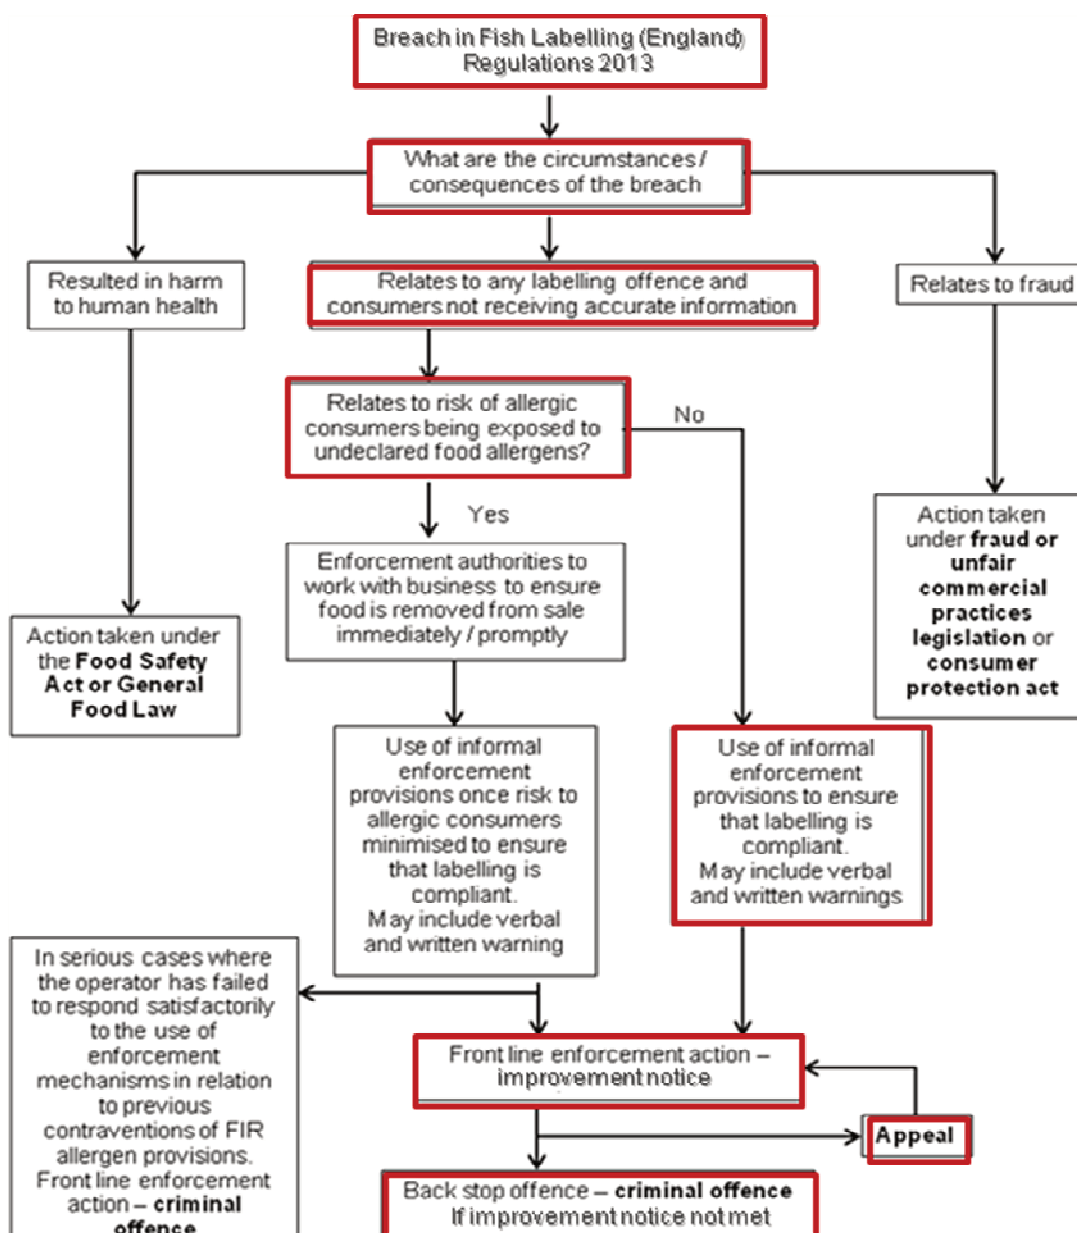 Breach in Fish Labelling (England)
Regulations 2013
What are the circumstances /
consequences of the breach
Resulted in harm
to human health
Relates to any labelling offence and
consumers not receiving accurate information
Relates to fraud
Relates to risk of allergic
consumers being exposed to
undeclared food allergens?
No
Yes
Enforcement authorities to
work with business to ensure
food is removed from sale
immediately / promptly
Action taken
under fraud or
unfair
commercial
practices
legislation or
consumer
protection act
Action taken under
the Food Safety
Act or General
Food Law
Use of informal
enforcement
provisions once risk to
allergic consumers
minimised to ensure
that labelling is
compliant.
May include verbal
and written warning
Use of informal
enforcement
provisions to ensure
that labelling is
compliant.
May include verbal
and written warnings
In serious cases where
the operator has failed
to respond satisfactorily
to the use of
enforcement
mechanisms in relation
to previous
contraventions of FIR
allergen provisions.
Front line enforcement
action – criminal
offence
Front line enforcement action –
improvement notice
Appeal
Back stop offence – criminal offence
If improvement notice not met